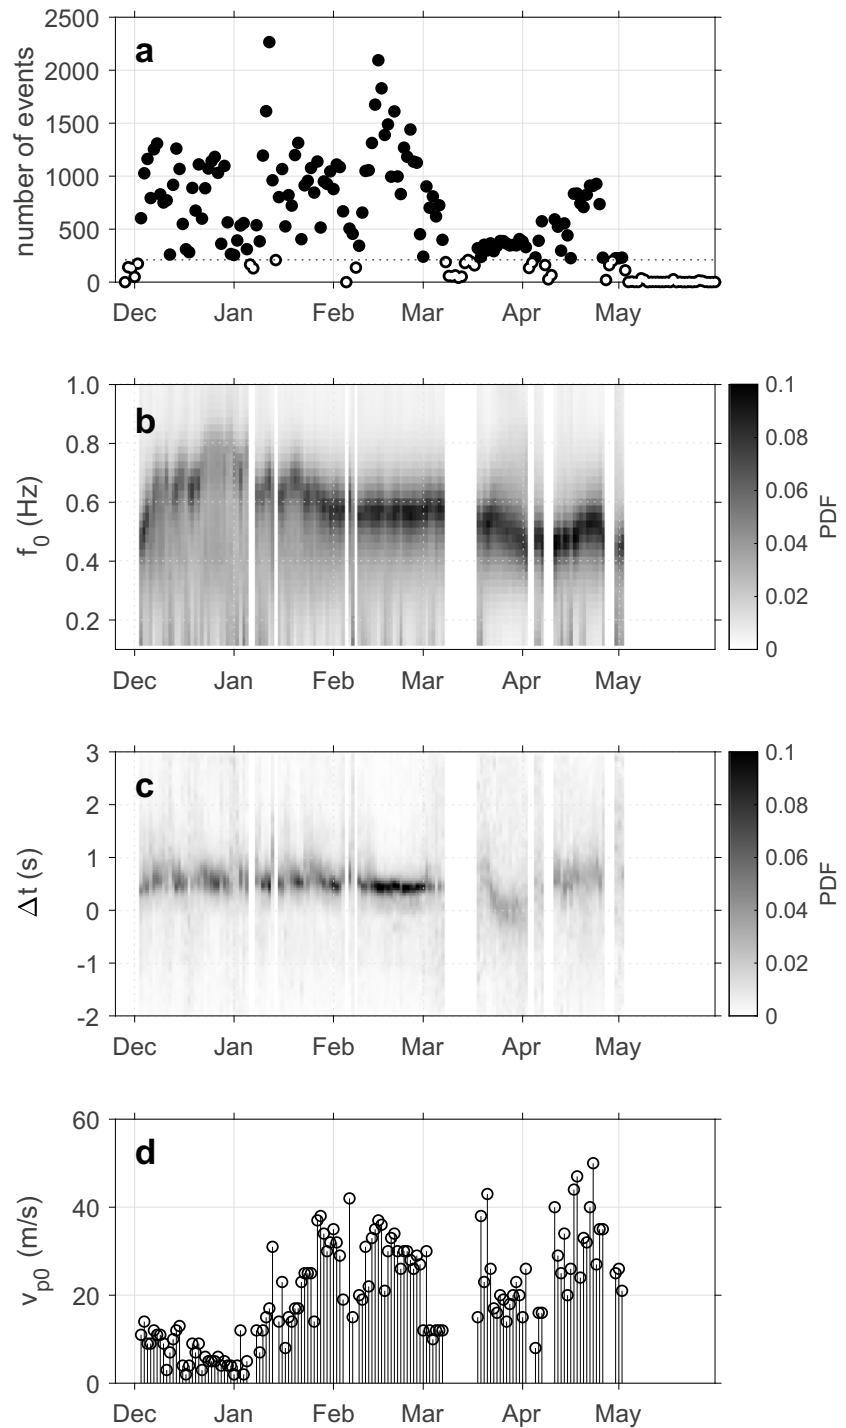 2500
2000
1500
1000
500
0
number of events
a
Dec Jan Feb Mar Apr May
1.0
0.8
0.6
0.4
0.2
f0 (Hz)
b
Dec Jan Feb Mar Apr May
0.1
0.08
0.06
0.04
0.02
0
PDF
3
2
1
0
-1
-2
Δt (s)
c
Dec Jan Feb Mar Apr May
0.1
0.08
0.06
0.04
0.02
0
PDF
60
40
20
0
vp0 (m/s)
d
Dec Jan Feb Mar Apr May